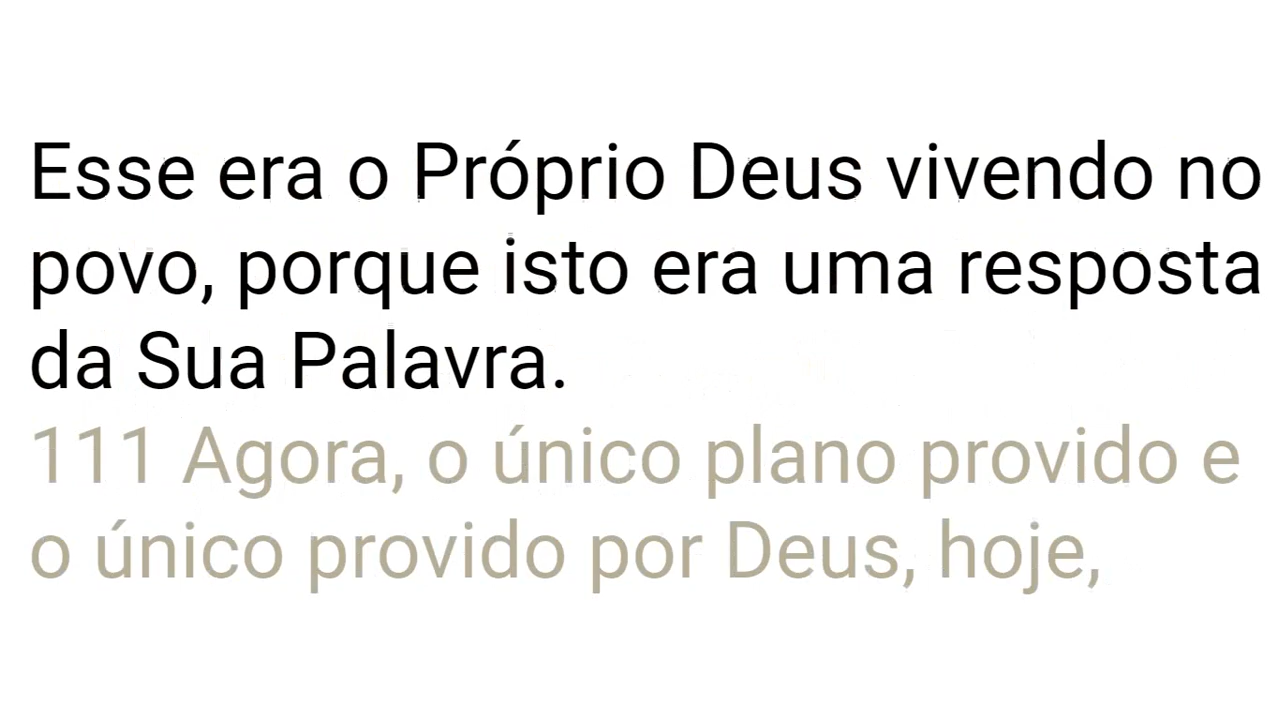 Esse era o Próprio Deus vivendo no
povo, porque isto era uma resposta
da Sua Palavra.
111 Agora, o único plano provido e
o único provido por Deus, hoje,